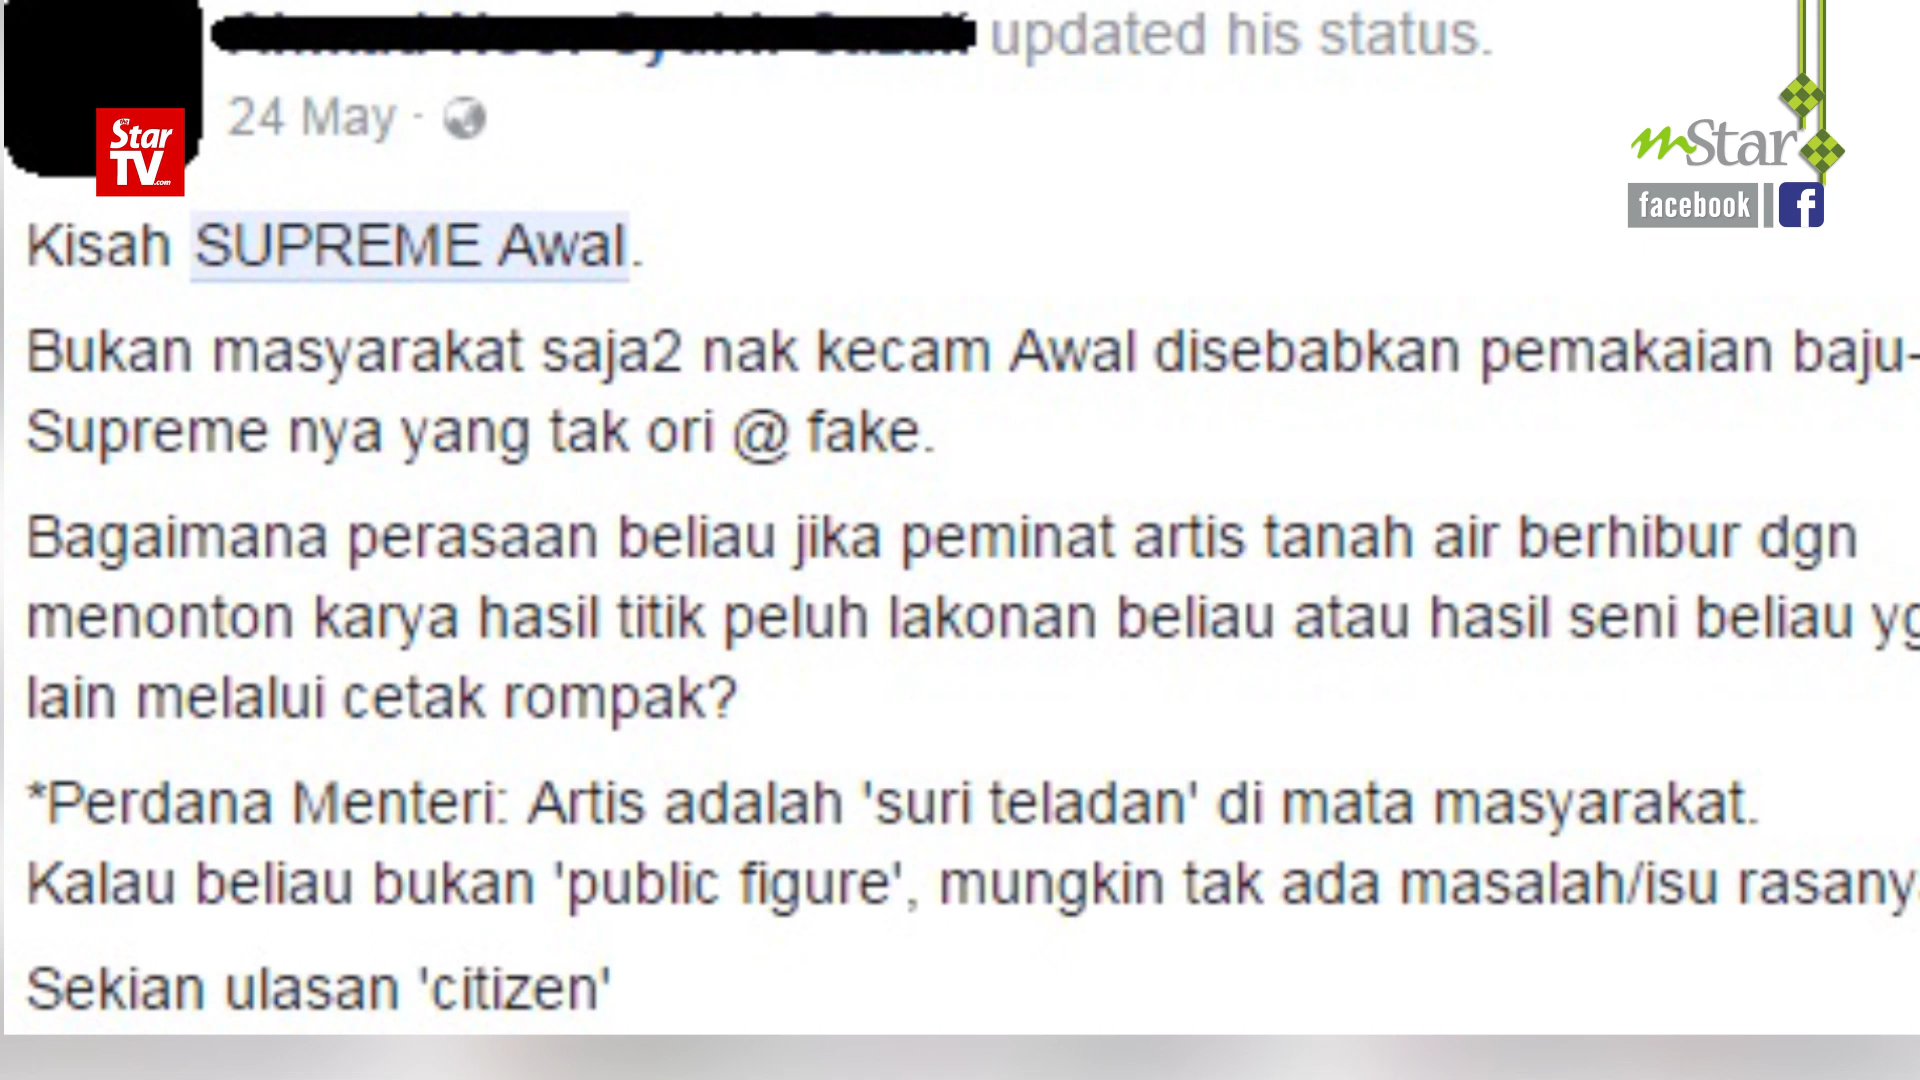 updated his status.
24 May ·
the Star TV.com
mStar
facebook f
Kisah SUPREME Awal.
Bukan masyarakat saja2 nak kecam Awal disebabkan pemakaian baju-
Supreme nya yang tak ori @ fake.
Bagaimana perasaan beliau jika peminat artis tanah air berhibur dgn
menonton karya hasil titik peluh lakonan beliau atau hasil seni beliau yg
lain melalui cetak rompak?
*Perdana Menteri: Artis adalah 'suri teladan' di mata masyarakat.
Kalau beliau bukan 'public figure', mungkin tak ada masalah/isu
Sekian ulasan 'citizen'